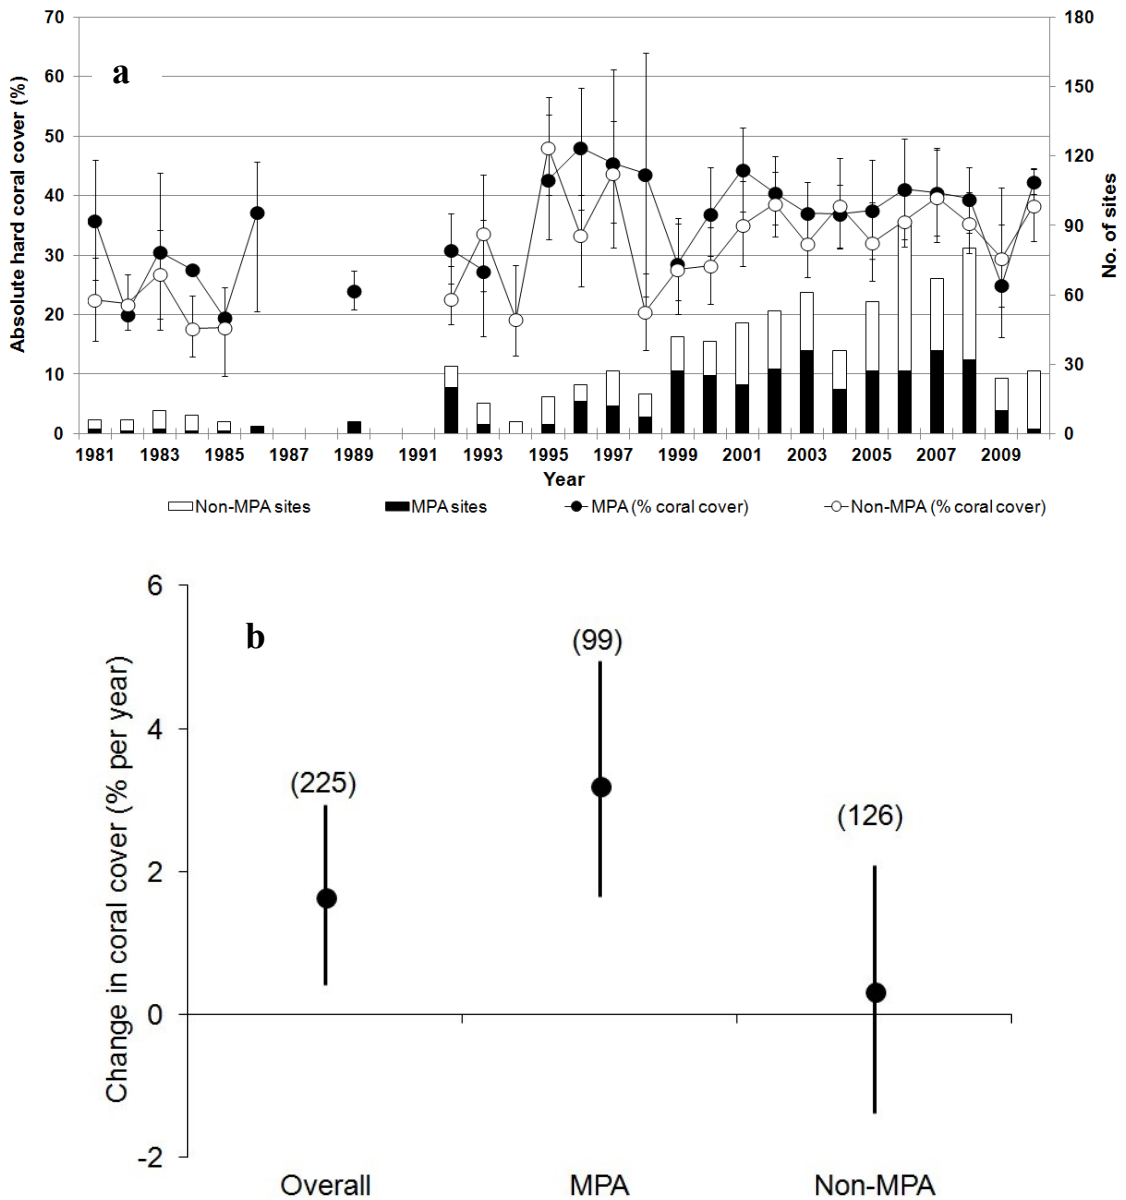 a
Absolute hard coral cover (%)
70
60
50
40
30
20
10
0
180
150
120
90
60
30
0
No. of sites
1981 1983 1985 1987 1989 1991 1993 1995 1997 1999 2001 2003 2005 2007 2009
Year
Non-MPA sites MPA sites MPA (% coral cover) Non-MPA (% coral cover)
b
Change in coral cover (% per year)
6
4
2
0
-2
(225)
(99)
(126)
Overall MPA Non-MPA